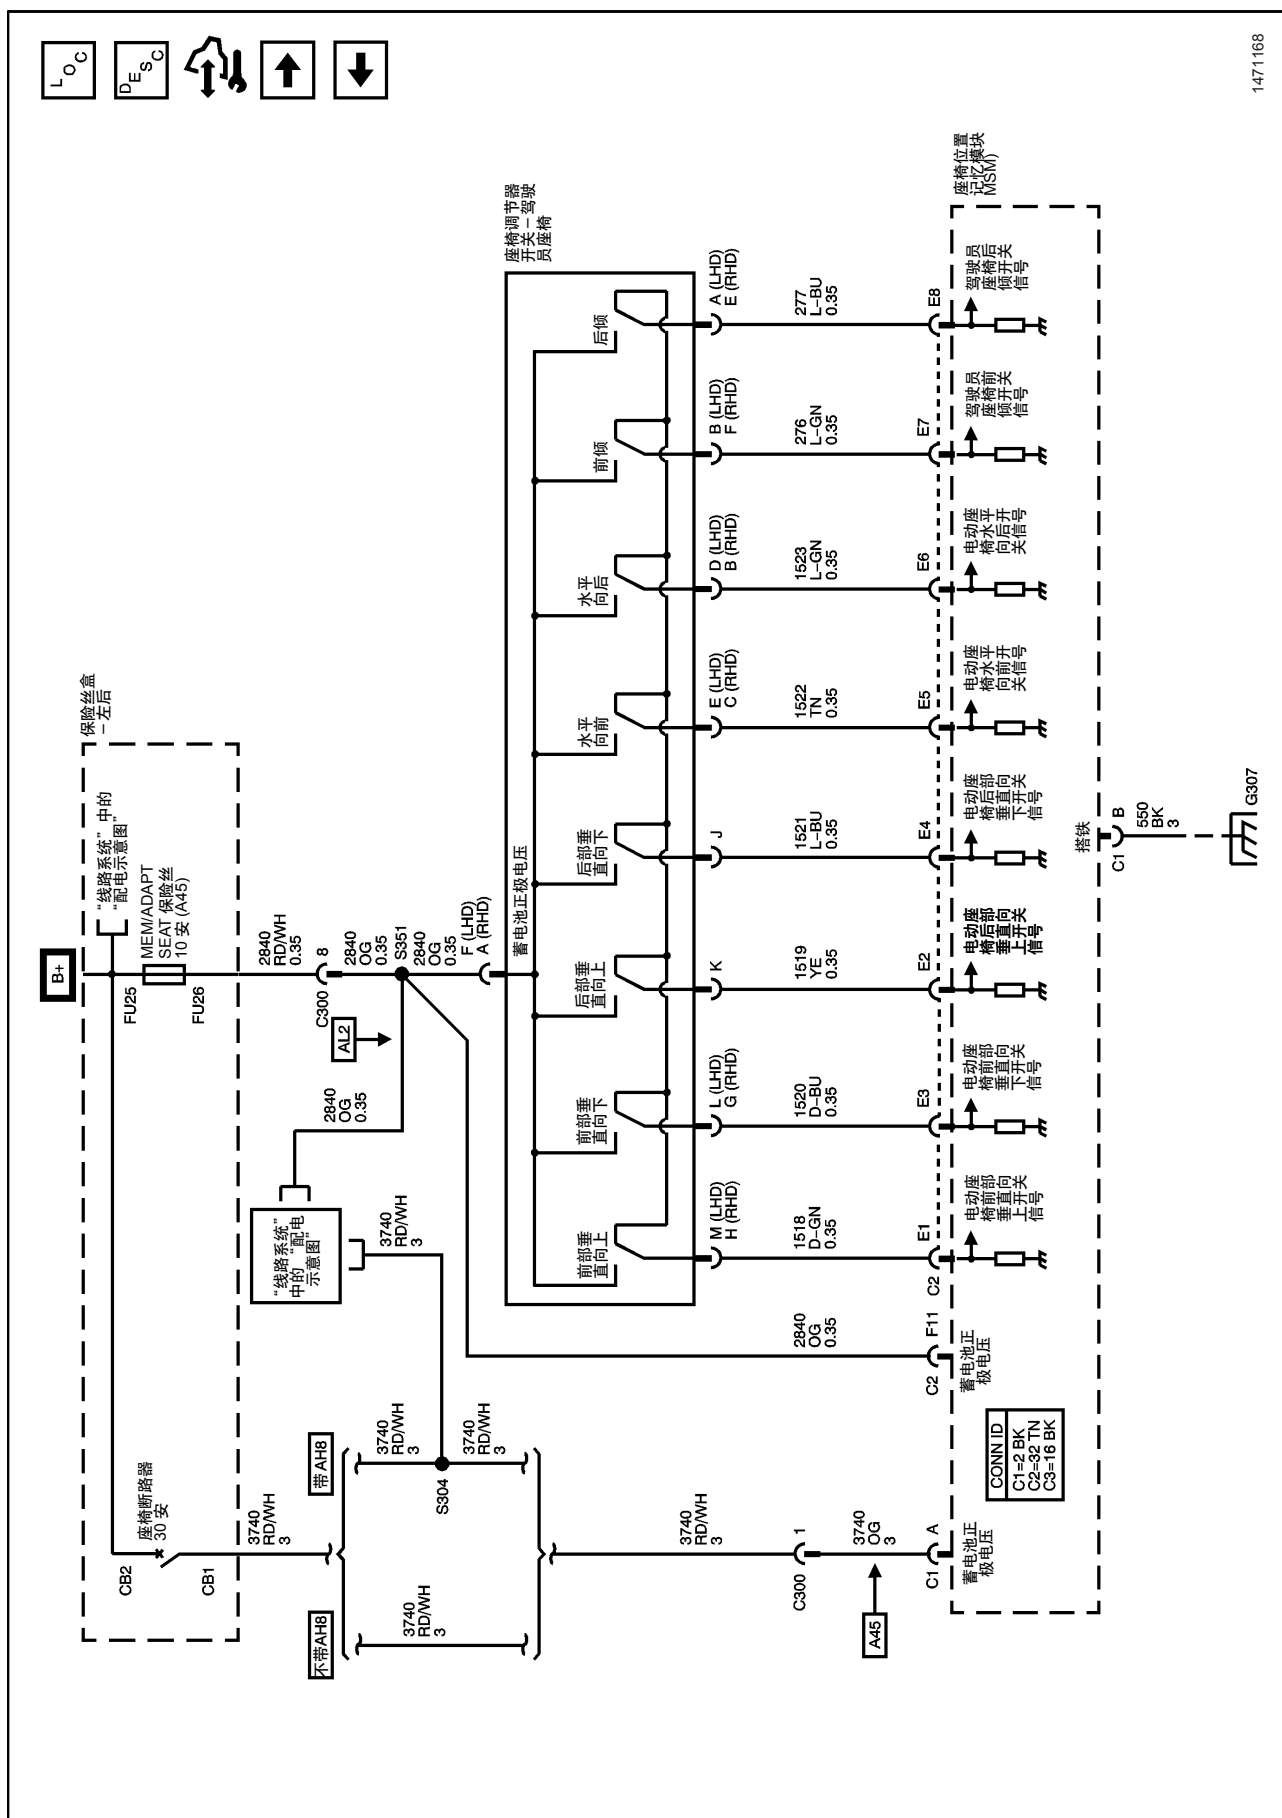 LOC
DESC
B+
保险丝盒
– 左后
“线路系统” 中的
“配电示意图”
MEM/ADAPT
SEAT 保险丝
10 安 (A45)
FU25
FU26
座椅断路器
30 安
CB2
CB1
3740
RD/WH
3
2840
RD/WH
0.35
C300
8
2840
OG
0.35
S351
2840
OG
0.35
F (LHD)
A (RHD)
AL2
2840
OG
0.35
“线路系统”
中的 “配电
示意图”
3740
RD/WH
3
不带AH8
带 AH8
3740
RD/WH
3
3740
RD/WH
3
S304
3740
RD/WH
3
座椅调节器
开关 – 驾驶
员座椅
蓄电池正极电压
前部垂
直向上
前部垂
直向下
后部垂
直向上
后部垂
直向下
水平
向前
水平
向后
前倾
后倾
M (LHD)
H (RHD)
L (LHD)
G (RHD)
K
J
E (LHD)
C (RHD)
D (LHD)
B (RHD)
B (LHD)
F (RHD)
A (LHD)
E (RHD)
3740
RD/WH
3
C300
1
3740
OG
3
A45
2840
OG
0.35
1518
D–GN
0.35
1520
D–BU
0.35
1519
YE
0.35
1521
L–BU
0.35
1522
TN
0.35
1523
L–GN
0.35
276
L–GN
0.35
277
L–BU
0.35
C1
A
C2
F11
C2
E1
E3
E2
E4
E5
E6
E7
E8
座椅位置
记忆模块
MSM)
蓄电池正
极电压
蓄电池正
极电压
电动座
椅前部
垂直向
上开关
信号
电动座
椅前部
垂直向
下开关
信号
电动座
椅后部
垂直向
上开关
信号
电动座
椅后部
垂直向
下开关
信号
电动座
椅水平
向前开
关信号
电动座
椅水平
向后开
关信号
驾驶员
座椅前
倾开关
信号
驾驶员
座椅后
倾开关
信号
CONN ID
C1=2 BK
C2=32 TN
C3=16 BK
搭铁
C1
B
550
BK
3
G307
1471168